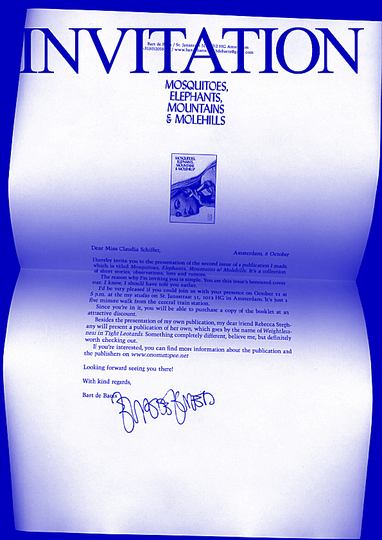 INVITATION
MOSQUITOES,
ELEPHANTS,
MOUNTAINS
& MOLEHILLS
MOSQUITOES,
ELEPHANTS,
MOUNTAINS
& MOLEHILLS
Dear Miss Claudia Schiffer,
Amsterdam, 8 October
I hereby invite you to the presentation of the second issue of a publication I made
which is titled Mosquitoes, Elephants, Mountains & Molehills. It's a collection
of short stories, observations, lists and rumors.
The reason why I'm inviting you is simple. You are this issue's honored cover
star. I know, I should have told you earlier.
I'd be very pleased if you could join us with your presence on October 11 at
5 p.m. at the my studio on St. Jansstraat 51, 1012 HG in Amsterdam. It's just a
five minute walk from the central train station.
Since you're in it, you will be able to purchase a copy of the booklet at an
attractive discount.
Besides the presentation of my own publication, my dear friend Rebecca Steph-
any will present a publication of her own, which goes by the name of Weightless-
ness in Tight Leotards. Something completely different, believe me, but definitely
worth checking out.
If you're interested, you can find more information about the publication and
the publishers on www.onomatopee.net
Looking forward seeing you there!
With kind regards,
Bart de Baets